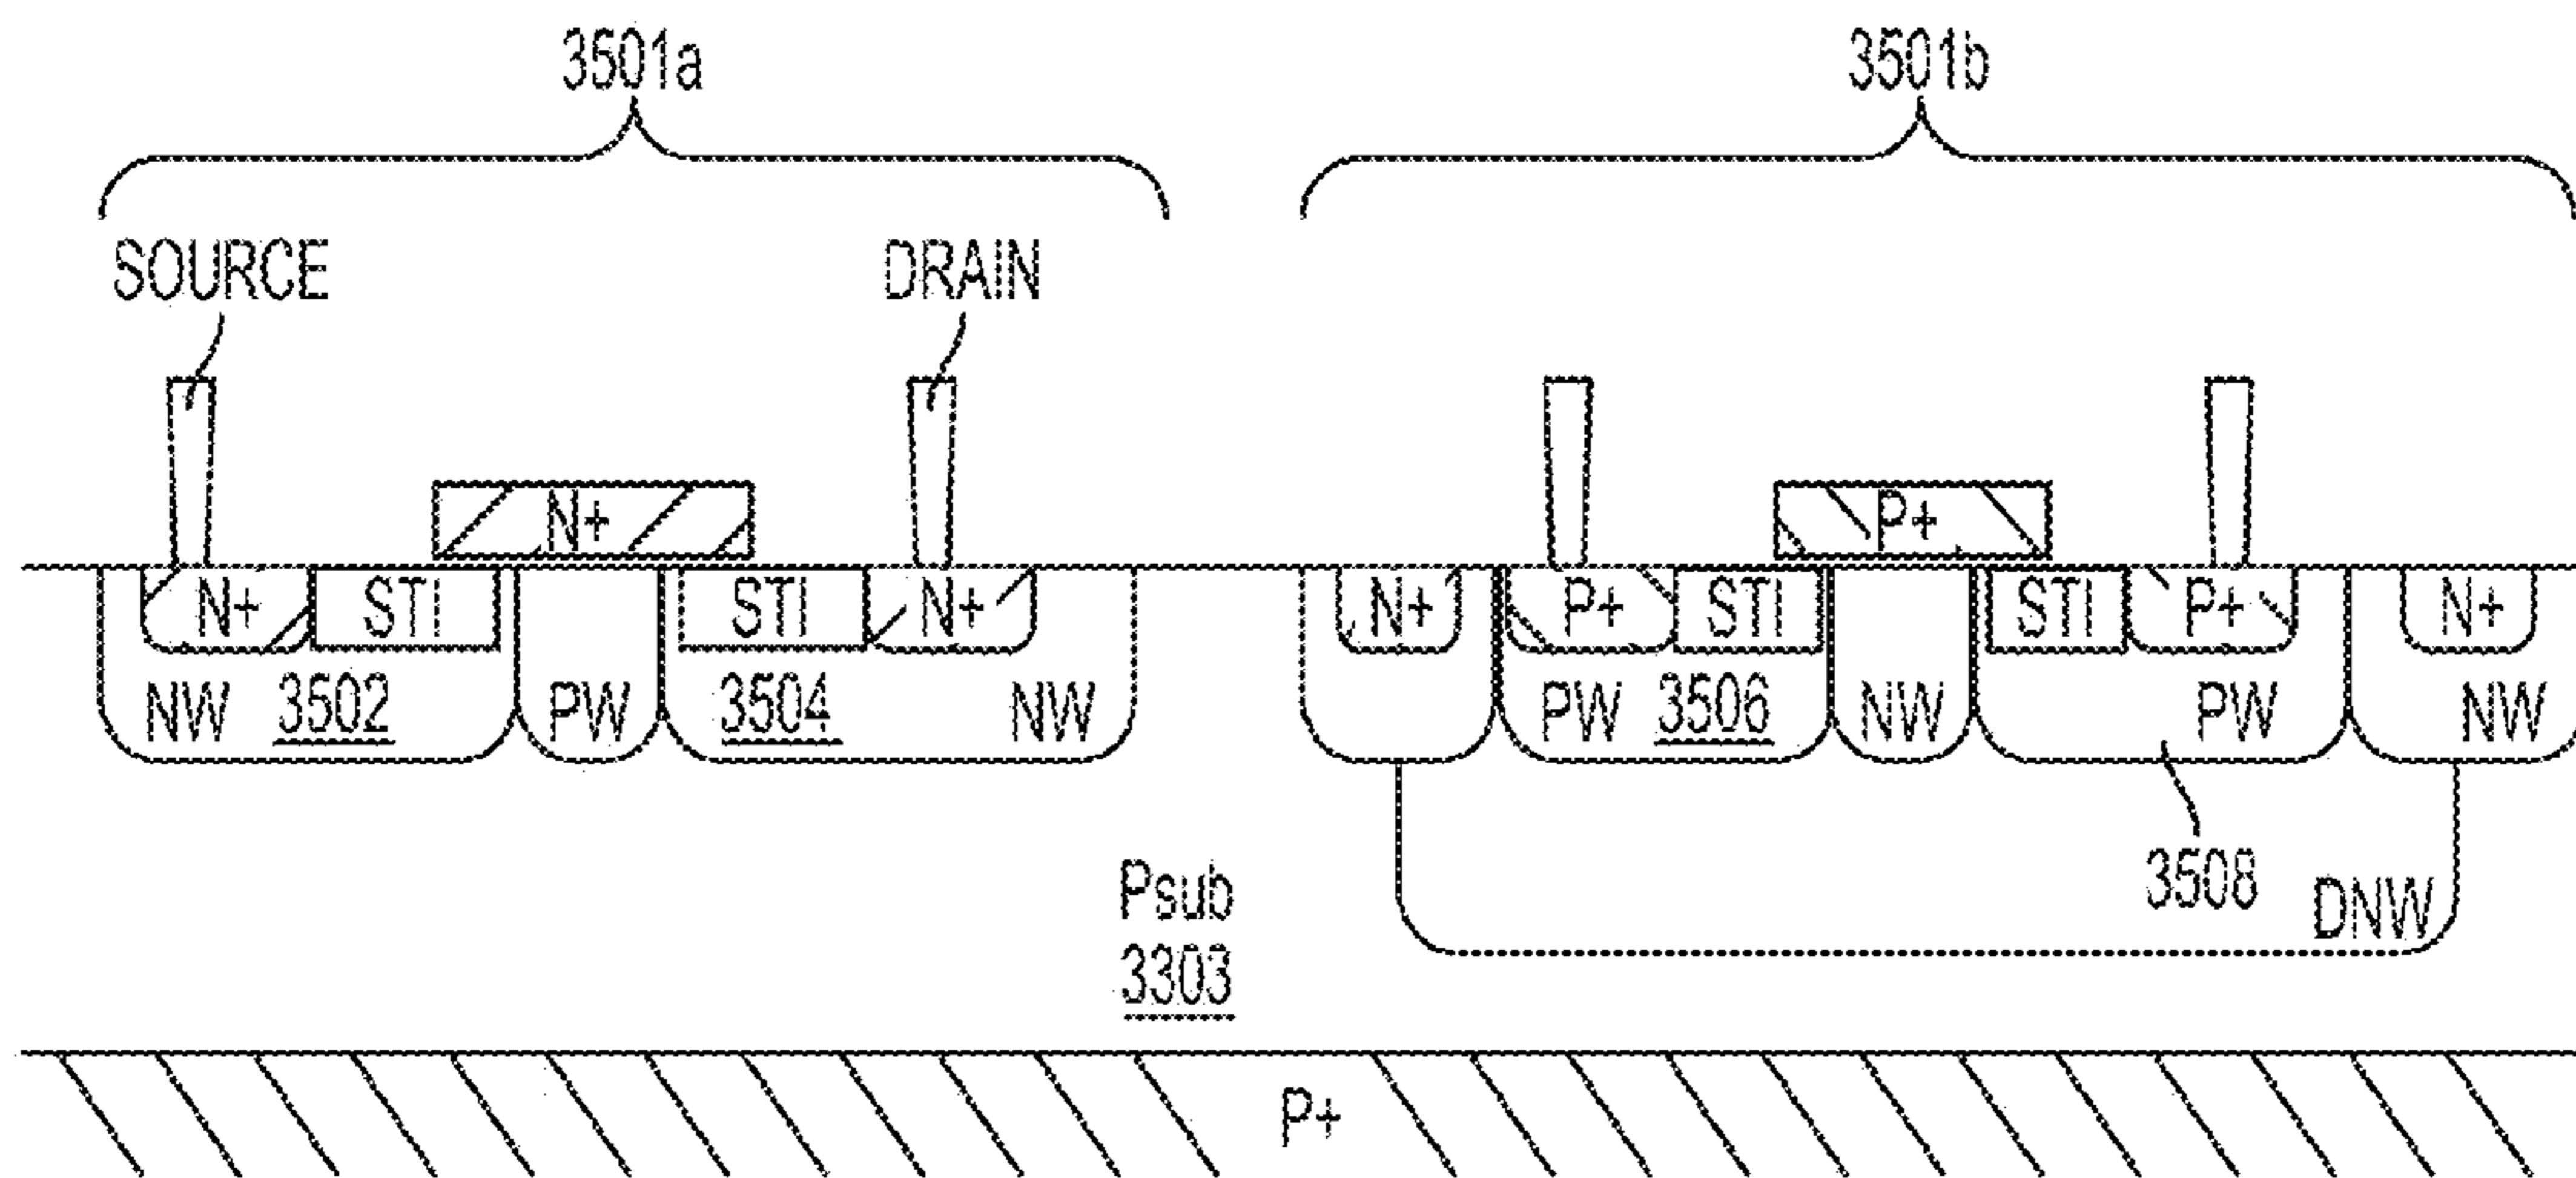 3501a 3501b
SOURCE DRAIN
N+ P+
N+ STI STI N+ N+ P+ STI STI P+ N+
NW 3502 PW 3504 NW PW 3506 NW PW NW
3508
Psub DNW
3303
P+